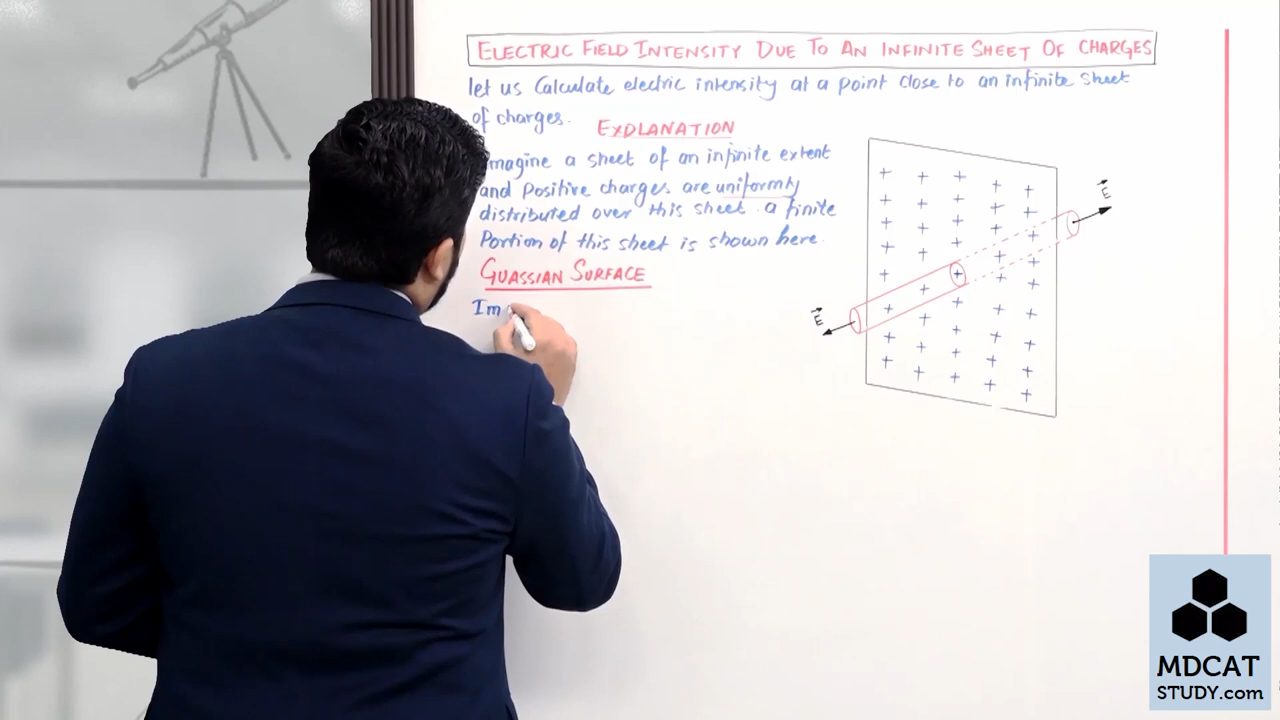 ELECTRIC FIELD INTENSITY DUE TO AN INFINITE SHEET OF CHARGES
let us Calculate electric intensity at a point close to an infinite sheet
of charges.
EXDLANATION
magine a sheet of an infinite extent
and Positive charges are uniformly
distributed over this sheet. a finite
Portion of this sheet is shown here.
GUASSIAN SURFACE
Im
E
E
MDCAT
STUDY.com